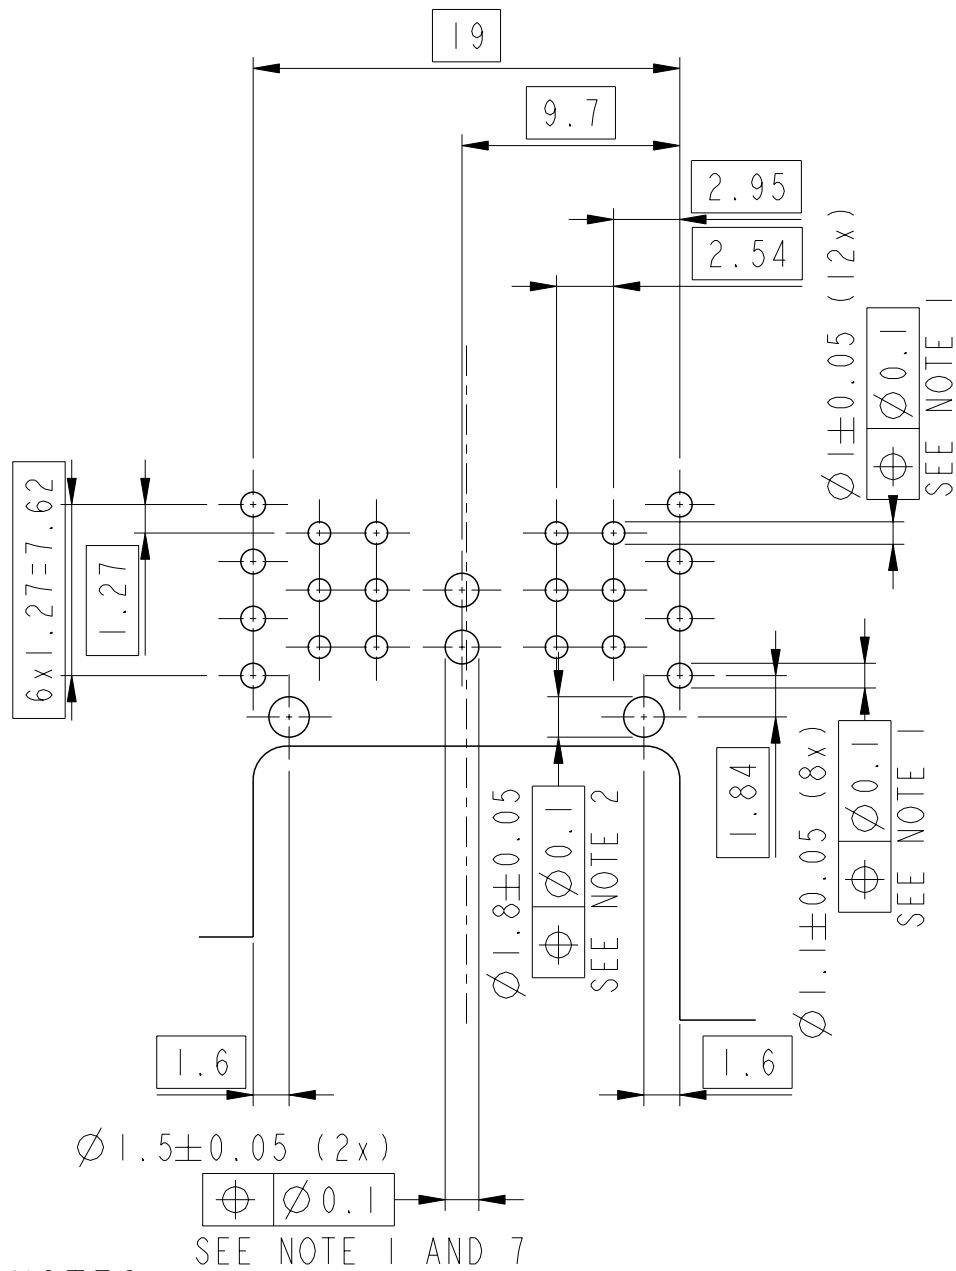 19
9.7
2.95
2.54
Ø1±0.05 (12x)
⌖ Ø0.1
SEE NOTE 1
6x1.27=7.62
1.27
1.84
Ø1.8±0.05
⌖ Ø0.1
SEE NOTE 2
Ø1.1±0.05 (8x)
⌖ Ø0.1
SEE NOTE 1
1.6
1.6
Ø1.5±0.05 (2x)
⌖ Ø0.1
SEE NOTE 1 AND 7